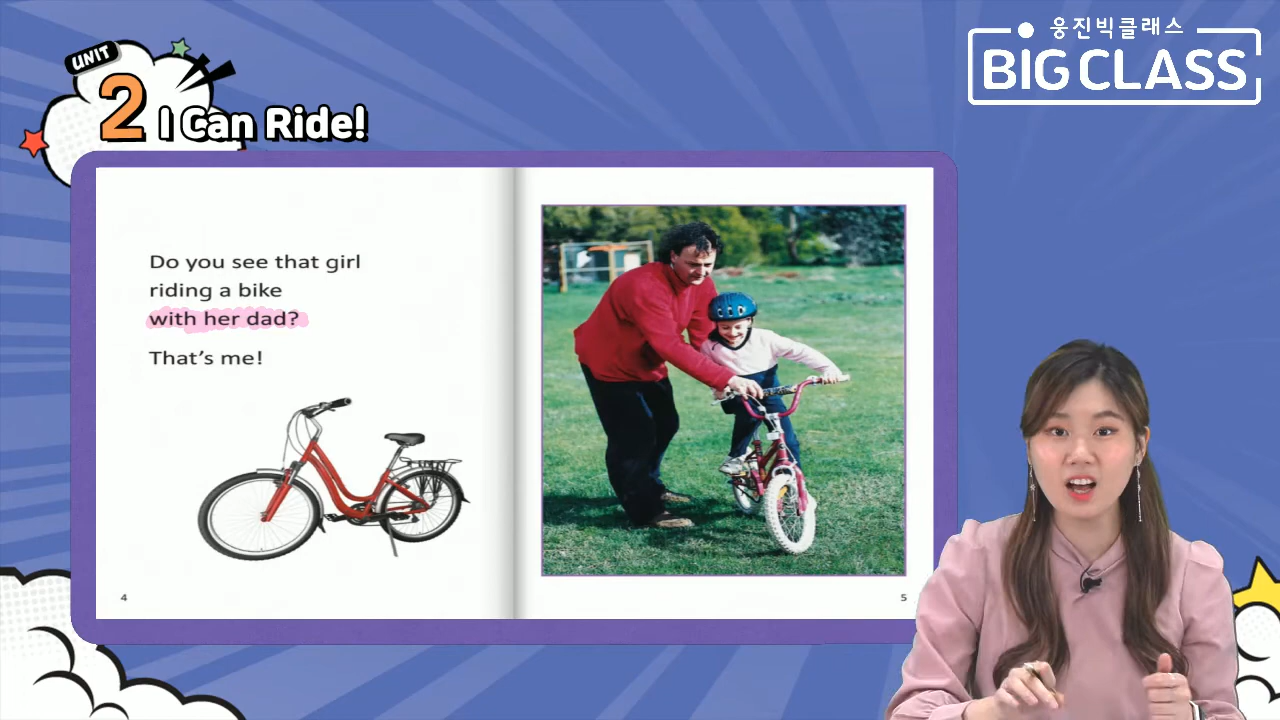 웅진빅클래스
BIG CLASS
UNIT
2 I Can Ride!
Do you see that girl
riding a bike
with her dad?
That's me!
4
5